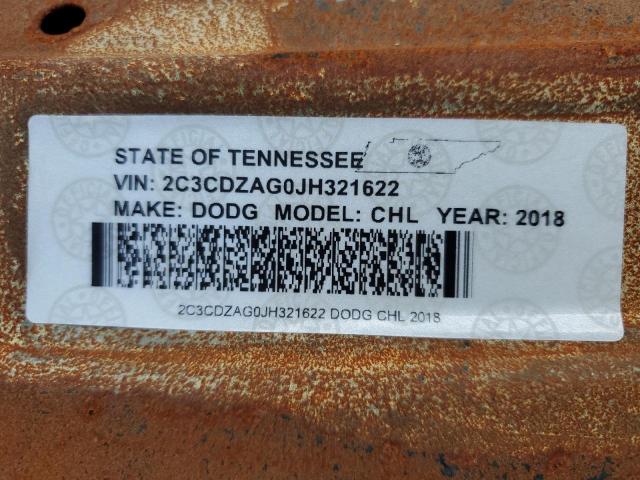 STATE OF TENNESSEE
VIN: 2C3CDZAG0JH321622
MAKE: DODG MODEL: CHL YEAR: 2018
2C3CDZAG0JH321622 DODG CHL 2018